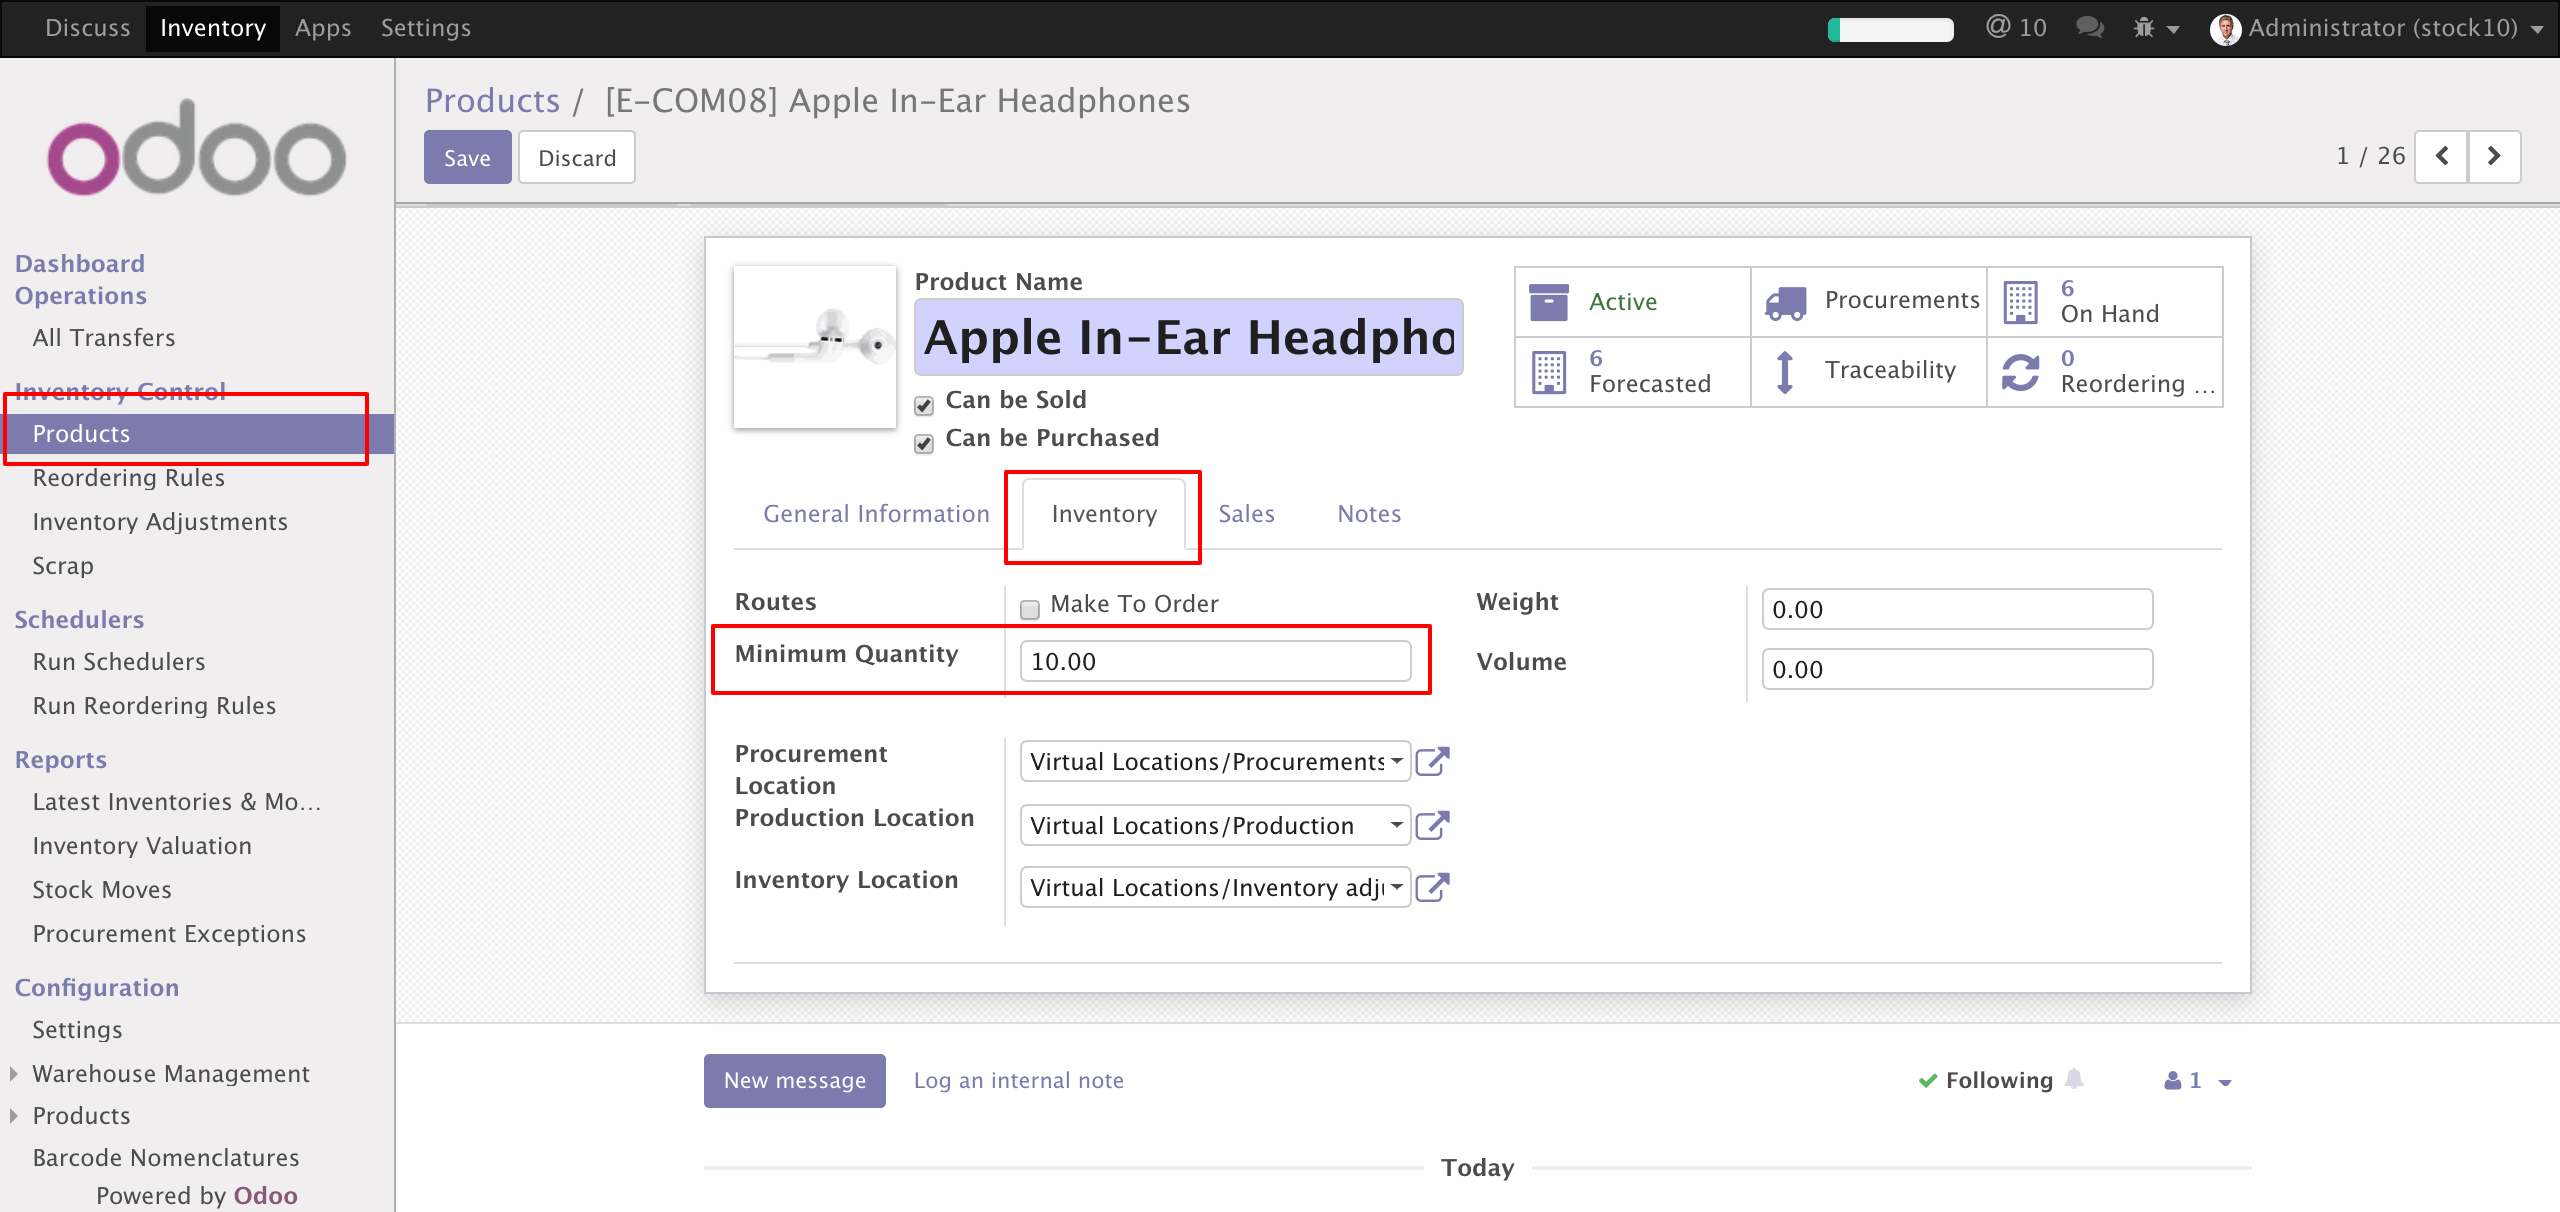 Discuss Inventory Apps Settings @ 10 Administrator (stock10)
odoo
Dashboard
Operations
All Transfers
Inventory Control
Products
Reordering Rules
Inventory Adjustments
Scrap
Schedulers
Run Schedulers
Run Reordering Rules
Reports
Latest Inventories & Mo...
Inventory Valuation
Stock Moves
Procurement Exceptions
Configuration
Settings
Warehouse Management
Products
Barcode Nomenclatures
Powered by Odoo
Products / [E-COM08] Apple In-Ear Headphones
Save Discard
1 / 26
Product Name
Apple In-Ear Headpho
Can be Sold
Can be Purchased
Active
Procurements
6
On Hand
6
Forecasted
Traceability
0
Reordering ...
General Information Inventory Sales Notes
Routes Make To Order
Minimum Quantity 10.00
Weight 0.00
Volume 0.00
Procurement
Location
Virtual Locations/Procurements
Production Location Virtual Locations/Production
Inventory Location Virtual Locations/Inventory adj
New message Log an internal note
Following 1
Today